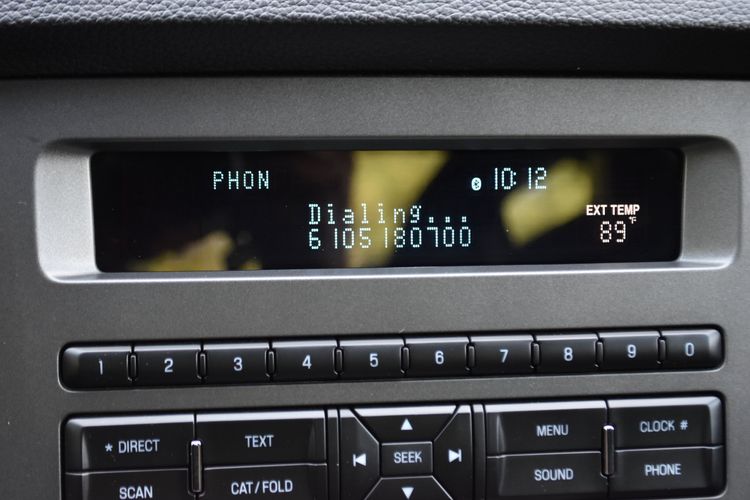 PHON 10:12
Dialing...
6105180700
EXT TEMP
89°F
1 2 3 4 5 6 7 8 9 0
* DIRECT TEXT MENU CLOCK #
SEEK
SCAN CAT/FOLD SOUND PHONE